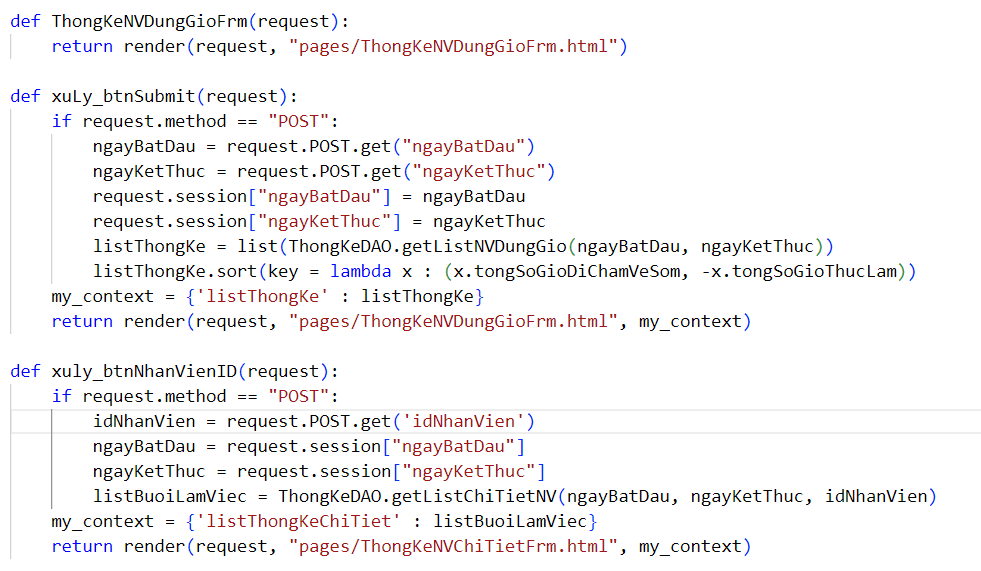 def ThongKeNVDungGioFrm(request):
    return render(request, "pages/ThongKeNVDungGioFrm.html")

def xuLy_btnSubmit(request):
    if request.method == "POST":
        ngayBatDau = request.POST.get("ngayBatDau")
        ngayKetThuc = request.POST.get("ngayKetThuc")
        request.session["ngayBatDau"] = ngayBatDau
        request.session["ngayKetThuc"] = ngayKetThuc
        listThongKe = list(ThongKeDAO.getListNVDungGio(ngayBatDau, ngayKetThuc))
        listThongKe.sort(key = lambda x : (x.tongSoGioDiChamVeSom, -x.tongSoGioThucLam))
    my_context = {'listThongKe' : listThongKe}
    return render(request, "pages/ThongKeNVDungGioFrm.html", my_context)

def xuly_btnNhanVienID(request):
    if request.method == "POST":
        idNhanVien = request.POST.get('idNhanVien')
        ngayBatDau = request.session["ngayBatDau"]
        ngayKetThuc = request.session["ngayKetThuc"]
        listBuoiLamViec = ThongKeDAO.getListChiTietNV(ngayBatDau, ngayKetThuc, idNhanVien)
    my_context = {'listThongKeChiTiet' : listBuoiLamViec}
    return render(request, "pages/ThongKeNVChiTietFrm.html", my_context)